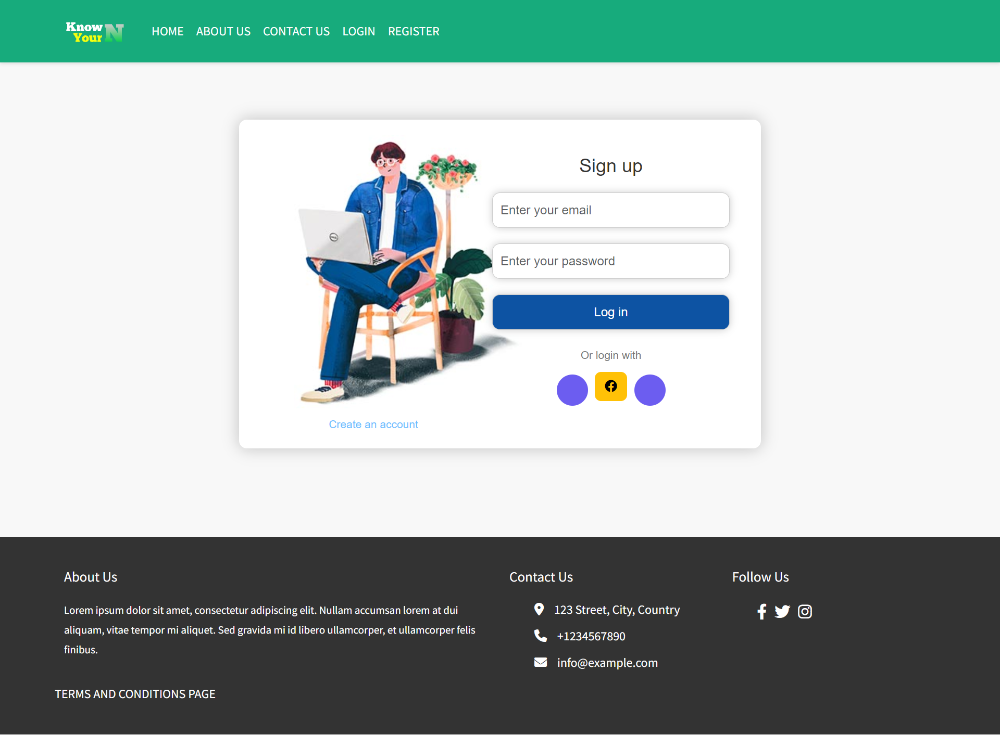 Know
Your N
HOME ABOUT US CONTACT US LOGIN REGISTER
Sign up
Enter your email
Enter your password
Log in
Or login with
Create an account
About Us
Lorem ipsum dolor sit amet, consectetur adipiscing elit. Nullam accumsan lorem at dui
aliquam, vitae tempor mi aliquet. Sed gravida mi id libero ullamcorper, et ullamcorper felis
finibus.
TERMS AND CONDITIONS PAGE
Contact Us
123 Street, City, Country
+1234567890
info@example.com
Follow Us